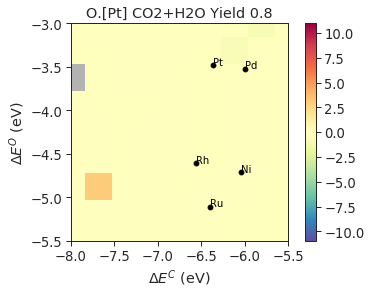 O.[Pt] CO2+H2O Yield 0.8
−3.0
−3.5
−4.0
−4.5
−5.0
−5.5
ΔE^O (eV)
Pt
Pd
Rh
Ni
Ru
−8.0 −7.5 −7.0 −6.5 −6.0 −5.5
ΔE^C (eV)
10.0
7.5
5.0
2.5
0.0
−2.5
−5.0
−7.5
−10.0